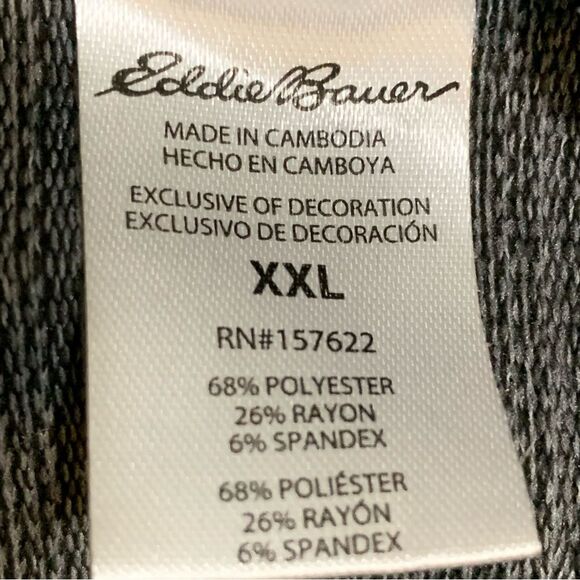 Eddie Bauer
MADE IN CAMBODIA
HECHO EN CAMBOYA
EXCLUSIVE OF DECORATION
EXCLUSIVO DE DECORACIÓN
XXL
RN#157622
68% POLYESTER
26% RAYON
6% SPANDEX
68% POLIÉSTER
26% RAYÓN
6% SPANDEX